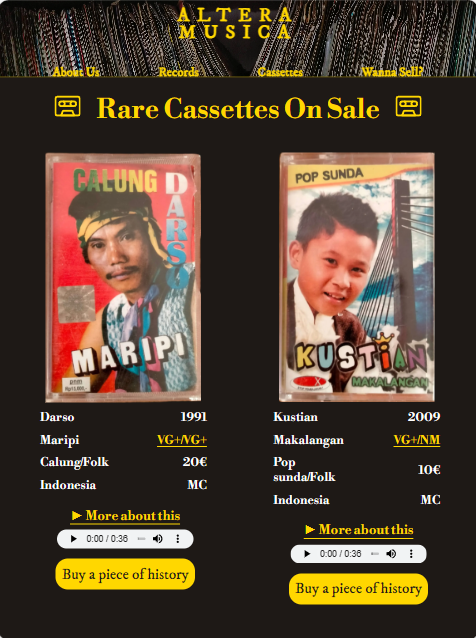 ALTERA
MUSICA
About Us Records Cassettes Wanna Sell?
Rare Cassettes On Sale
CALUNG
DARSO
MARIPI
POP SUNDA
KUSTIAN
MAKALANGAN
Darso 1991
Maripi VG+/VG+
Calung/Folk 20€
Indonesia MC
► More about this
0:00 / 0:36
Buy a piece of history
Kustian 2009
Makalangan VG+/NM
Pop
sunda/Folk 10€
Indonesia MC
► More about this
0:00 / 0:36
Buy a piece of history